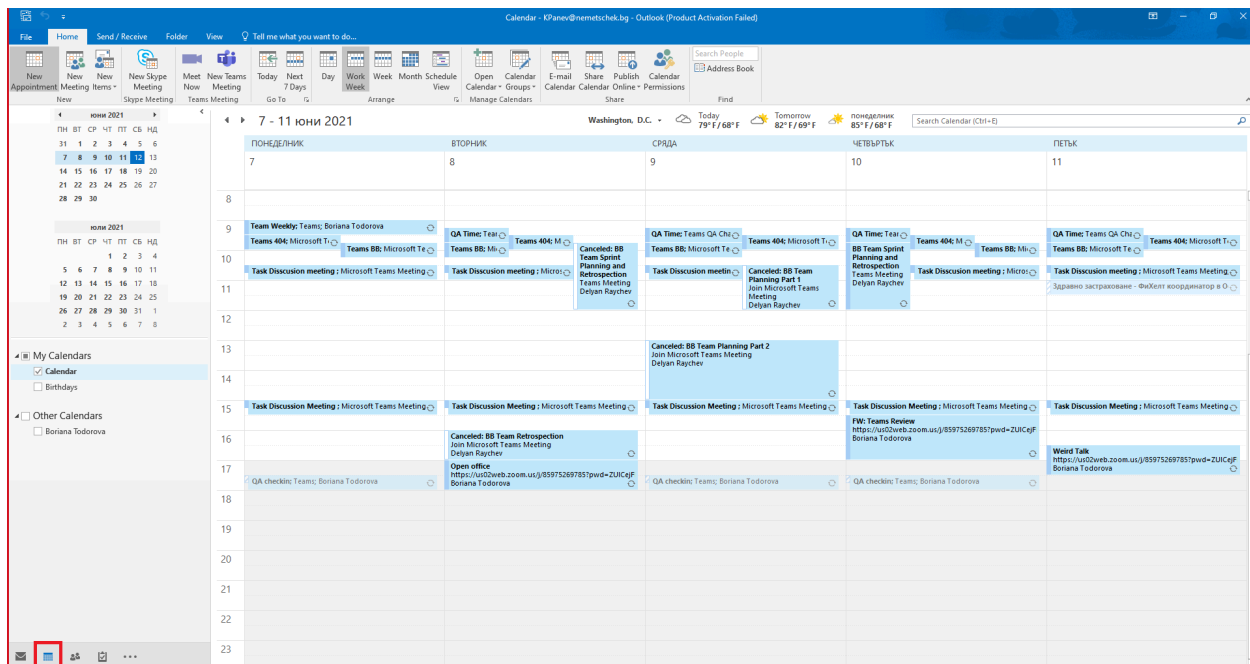 Calendar - KPanev@nemetschek.bg - Outlook (Product Activation Failed)
File Home Send / Receive Folder View Tell me what you want to do...
New Appointment
New Meeting
New Items
New
New Skype Meeting
Skype Meeting
Meet Now
New Teams Meeting
Teams Meeting
Today
Next 7 Days
Go To
Day
Work Week
Week
Month
Schedule View
Arrange
Open Calendar
Calendar Groups
Manage Calendars
E-mail Calendar
Share Calendar
Publish Online
Calendar Permissions
Share
Search People
Address Book
Find
юни 2021
ПН ВТ СР ЧТ ПТ СБ НД
31 1 2 3 4 5 6
7 8 9 10 11 12 13
14 15 16 17 18 19 20
21 22 23 24 25 26 27
28 29 30
юли 2021
ПН ВТ СР ЧТ ПТ СБ НД
1 2 3 4
5 6 7 8 9 10 11
12 13 14 15 16 17 18
19 20 21 22 23 24 25
26 27 28 29 30 31 1
2 3 4 5 6 7 8
My Calendars
Calendar
Birthdays
Other Calendars
Boriana Todorova
7 - 11 юни 2021
Washington, D.C.
Today
79° F / 68° F
Tomorrow
82° F / 69° F
понеделник
85° F / 68° F
Search Calendar (Ctrl+E)
ПОНЕДЕЛНИК ВТОРНИК СРЯДА ЧЕТВЪРТЪК ПЕТЪК
7 8 9 10 11
8
9
10
11
12
13
14
15
16
17
18
19
20
21
22
23
Team Weekly; Teams; Boriana Todorova
Teams 404; Microsoft T
Teams BB; Microsoft Te
Task Disscusion meeting ; Microsoft Teams Meeting
Task Discussion Meeting ; Microsoft Teams Meeting
QA checkin; Teams; Boriana Todorova
QA Time; Tear
Teams 404; M
Teams BB; Mi
Canceled: BB
Team Sprint
Planning and
Retrospection
Teams Meeting
Delyan Raychev
Task Disscusion meeting ; Micros
Task Discussion Meeting ; Microsoft Teams Meeting
Canceled: BB Team Retrospection
Join Microsoft Teams Meeting
Delyan Raychev
Open office
https://us02web.zoom.us/j/85975269785?pwd=ZUlCejF
Boriana Todorova
QA Time; Teams QA Cha
Teams 404; Microsoft T
Teams BB; Microsoft Te
Task Disscusion meetin
Canceled: BB Team
Planning Part 1
Join Microsoft Teams
Meeting
Delyan Raychev
Canceled: BB Team Planning Part 2
Join Microsoft Teams Meeting
Delyan Raychev
Task Discussion Meeting ; Microsoft Teams Meeting
QA checkin; Teams; Boriana Todorova
QA Time; Tear
Teams 404; M
Teams BB; Mi
BB Team Sprint
Planning and
Retrospection
Teams Meeting
Delyan Raychev
Task Disscusion meeting ; Micros
Task Discussion Meeting ; Microsoft Teams Meeting
FW: Teams Review
https://us02web.zoom.us/j/85975269785?pwd=ZUlCejF
Boriana Todorova
QA checkin; Teams; Boriana Todorova
QA Time; Teams QA Cha
Teams 404; Microsoft T
Teams BB; Microsoft Te
Task Disscusion meeting ; Microsoft Teams Meeting
Здравно застраховане - ФиХелт координатор в О
Task Discussion Meeting ; Microsoft Teams Meeting
Weird Talk
https://us02web.zoom.us/j/85975269785?pwd=ZUlCejF
Boriana Todorova